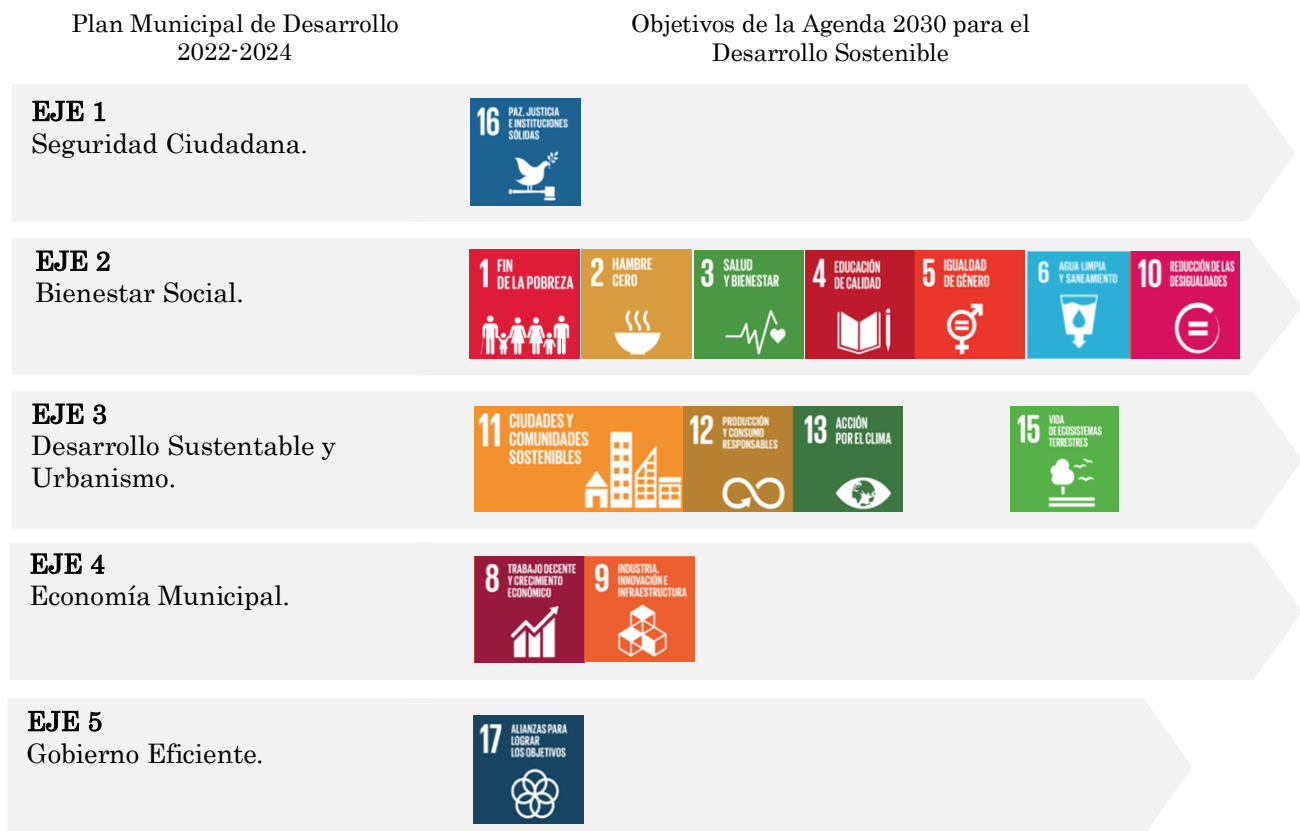 Plan Municipal de Desarrollo
2022-2024
Objetivos de la Agenda 2030 para el
Desarrollo Sostenible
EJE 1
Seguridad Ciudadana.
16 PAZ, JUSTICIA
E INSTITUCIONES
SÓLIDAS
EJE 2
Bienestar Social.
1 FIN
DE LA POBREZA
2 HAMBRE
CERO
3 SALUD
Y BIENESTAR
4 EDUCACIÓN
DE CALIDAD
5 IGUALDAD
DE GÉNERO
6 AGUA LIMPIA
Y SANEAMIENTO
10 REDUCCIÓN DE LAS
DESIGUALDADES
EJE 3
Desarrollo Sustentable y
Urbanismo.
11 CIUDADES Y
COMUNIDADES
SOSTENIBLES
12 PRODUCCIÓN
Y CONSUMO
RESPONSABLES
13 ACCIÓN
POR EL CLIMA
15 VIDA
DE ECOSISTEMAS
TERRESTRES
EJE 4
Economía Municipal.
8 TRABAJO DECENTE
Y CRECIMIENTO
ECONÓMICO
9 INDUSTRIA,
INNOVACIÓN E
INFRAESTRUCTURA
EJE 5
Gobierno Eficiente.
17 ALIANZAS PARA
LOGRAR
LOS OBJETIVOS